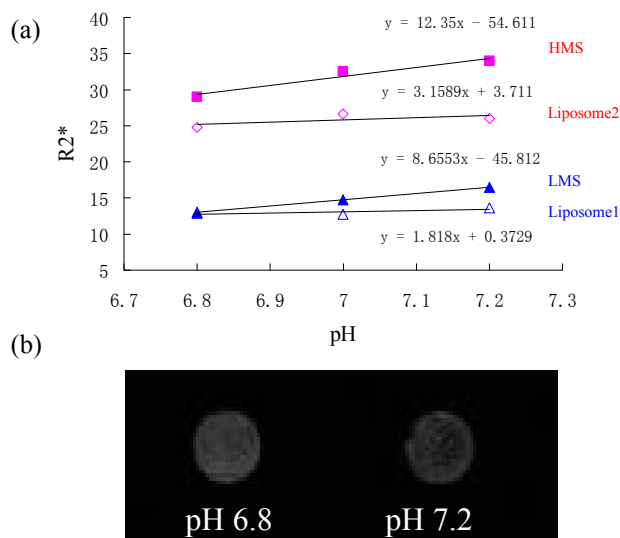 (a)
40
35
30
25
20
15
10
5
R2*
y = 12.35x - 54.611
HMS
y = 3.1589x + 3.711
Liposome2
y = 8.6553x - 45.812
LMS
Liposome1
y = 1.818x + 0.3729
6.7 6.8 6.9 7 7.1 7.2 7.3
pH
(b)
pH 6.8 pH 7.2